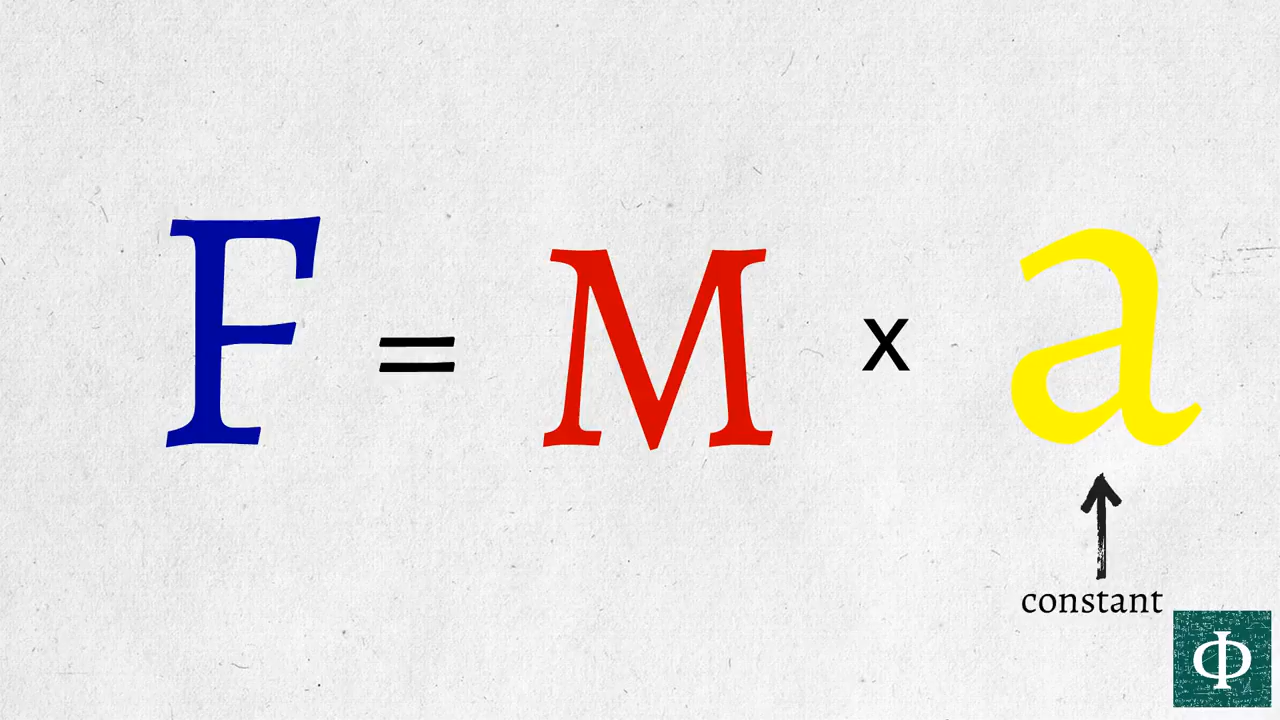 F = M x a
constant
Φ